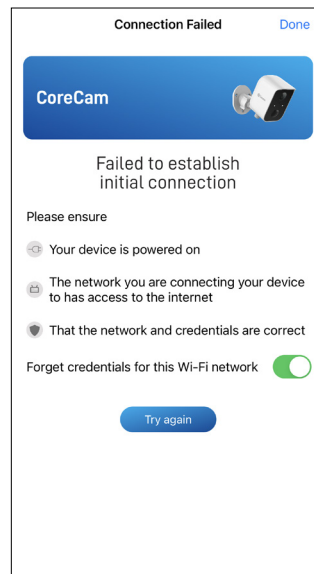 Connection Failed
Done
CoreCam
Failed to establish
initial connection
Please ensure
Your device is powered on
The network you are connecting your device
to has access to the internet
That the network and credentials are correct
Forget credentials for this Wi-Fi network
Try again